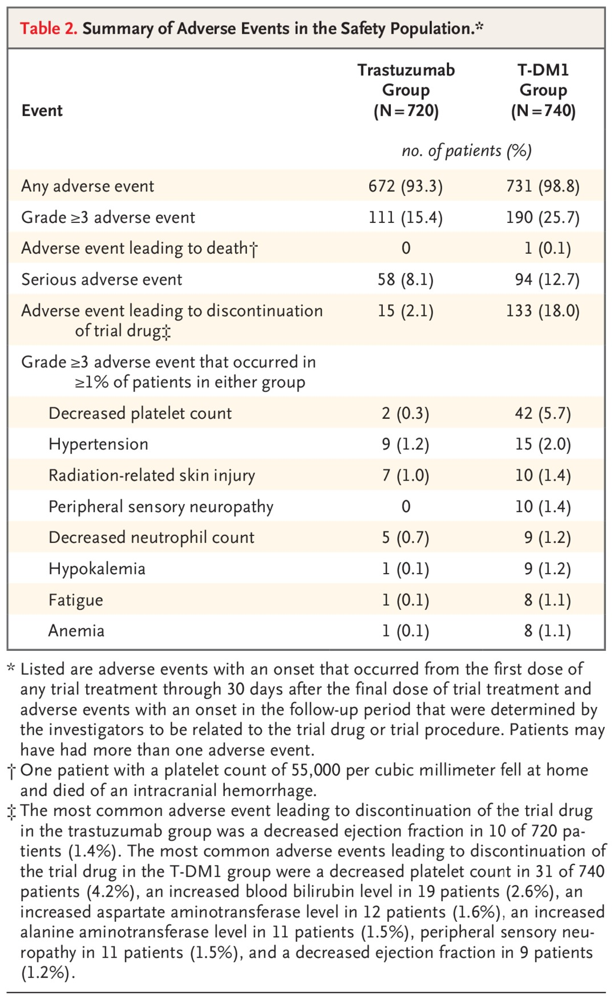 Table 2. Summary of Adverse Events in the Safety Population.*
Event
Trastuzumab Group (N=720)
T-DM1 Group (N=740)
no. of patients (%)
Any adverse event 672 (93.3) 731 (98.8)
Grade ≥3 adverse event 111 (15.4) 190 (25.7)
Adverse event leading to death† 0 1 (0.1)
Serious adverse event 58 (8.1) 94 (12.7)
Adverse event leading to discontinuation 15 (2.1) 133 (18.0)
of trial drug‡
Grade ≥3 adverse event that occurred in
≥1% of patients in either group
Decreased platelet count 2 (0.3) 42 (5.7)
Hypertension 9 (1.2) 15 (2.0)
Radiation-related skin injury 7 (1.0) 10 (1.4)
Peripheral sensory neuropathy 0 10 (1.4)
Decreased neutrophil count 5 (0.7) 9 (1.2)
Hypokalemia 1 (0.1) 9 (1.2)
Fatigue 1 (0.1) 8 (1.1)
Anemia 1 (0.1) 8 (1.1)
* Listed are adverse events with an onset that occurred from the first dose of
any trial treatment through 30 days after the final dose of trial treatment and
adverse events with an onset in the follow-up period that were determined by
the investigators to be related to the trial drug or trial procedure. Patients may
have had more than one adverse event.
† One patient with a platelet count of 55,000 per cubic millimeter fell at home
and died of an intracranial hemorrhage.
‡ The most common adverse event leading to discontinuation of the trial drug
in the trastuzumab group was a decreased ejection fraction in 10 of 720 pa-
tients (1.4%). The most common adverse events leading to discontinuation of
the trial drug in the T-DM1 group were a decreased platelet count in 31 of 740
patients (4.2%), an increased blood bilirubin level in 19 patients (2.6%), an
increased aspartate aminotransferase level in 12 patients (1.6%), an increased
alanine aminotransferase level in 11 patients (1.5%), peripheral sensory neu-
ropathy in 11 patients (1.5%), and a decreased ejection fraction in 9 patients
(1.2%).